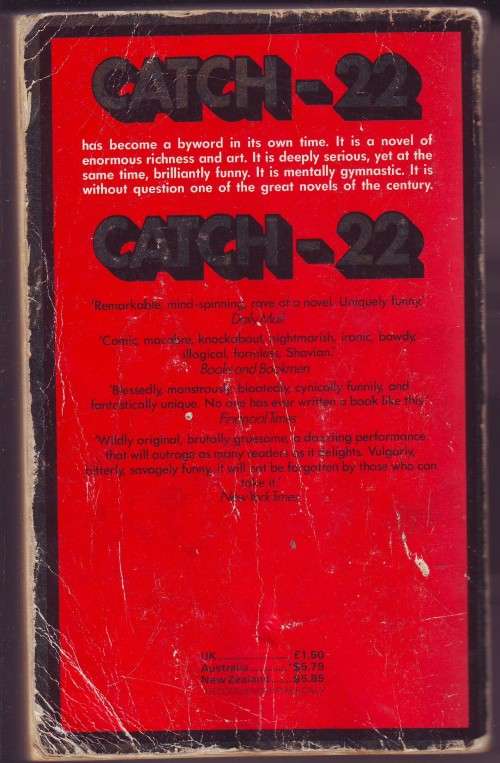 CATCH-22
has become a byword in its own time. It is a novel of
enormous richness and art. It is deeply serious, yet at the
same time, brilliantly funny. It is mentally gymnastic. It is
without question one of the great novels of the century.
CATCH-22
'Remarkable, mind-spinning, rave of a novel. Uniquely funny.'
Daily Mail
'Comic, macabre, knockabout, nightmarish, ironic, bawdy,
illogical, formless, Shavian.'
Books and Bookmen
'Blessedly, monstrously, bloatedly, cynically funnily, and
fantastically unique. No one has ever written a book like this'
Financial Times
'Wildly original, brutally gruesome, a dazzling performance
that will outrage as many readers as it delights. Vulgarly,
bitterly, savagely funny, it will not be forgotten by those who can
take it.'
New York Times
UK £1.50
Australia $5.79
New Zealand $5.85